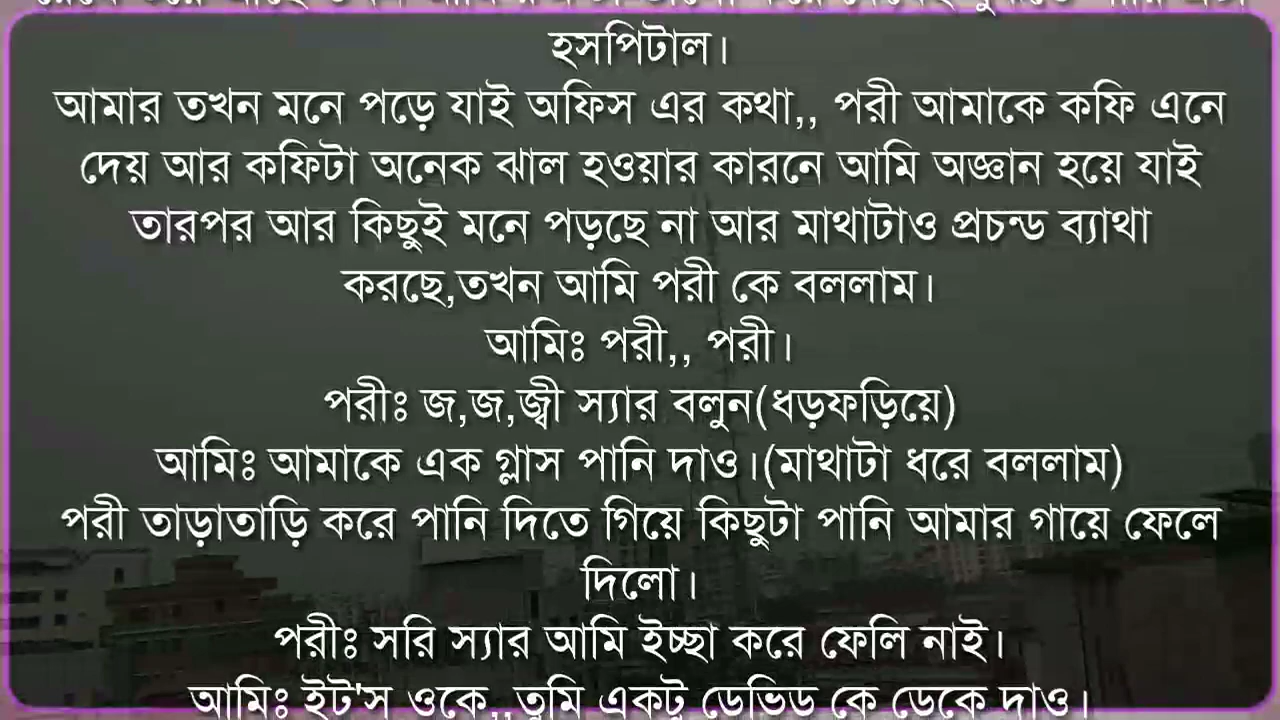 হসপিটাল।
আমার তখন মনে পড়ে যাই অফিস এর কথা,, পরী আমাকে কফি এনে
দেয় আর কফিটা অনেক ঝাল হওয়ার কারনে আমি অজ্ঞান হয়ে যাই
তারপর আর কিছুই মনে পড়ছে না আর মাথাটাও প্রচন্ড ব্যাথা
করছে,তখন আমি পরী কে বললাম।
আমিঃ পরী,, পরী।
পরীঃ জ,জ,জ্বী স্যার বলুন(ধড়ফড়িয়ে)
আমিঃ আমাকে এক গ্লাস পানি দাও।(মাথাটা ধরে বললাম)
পরী তাড়াতাড়ি করে পানি দিতে গিয়ে কিছুটা পানি আমার গায়ে ফেলে
দিলো।
পরীঃ সরি স্যার আমি ইচ্ছা করে ফেলি নাই।
আমিঃ ইট'স ওকে,,তুমি একটু ডেভিড কে ডেকে দাও।